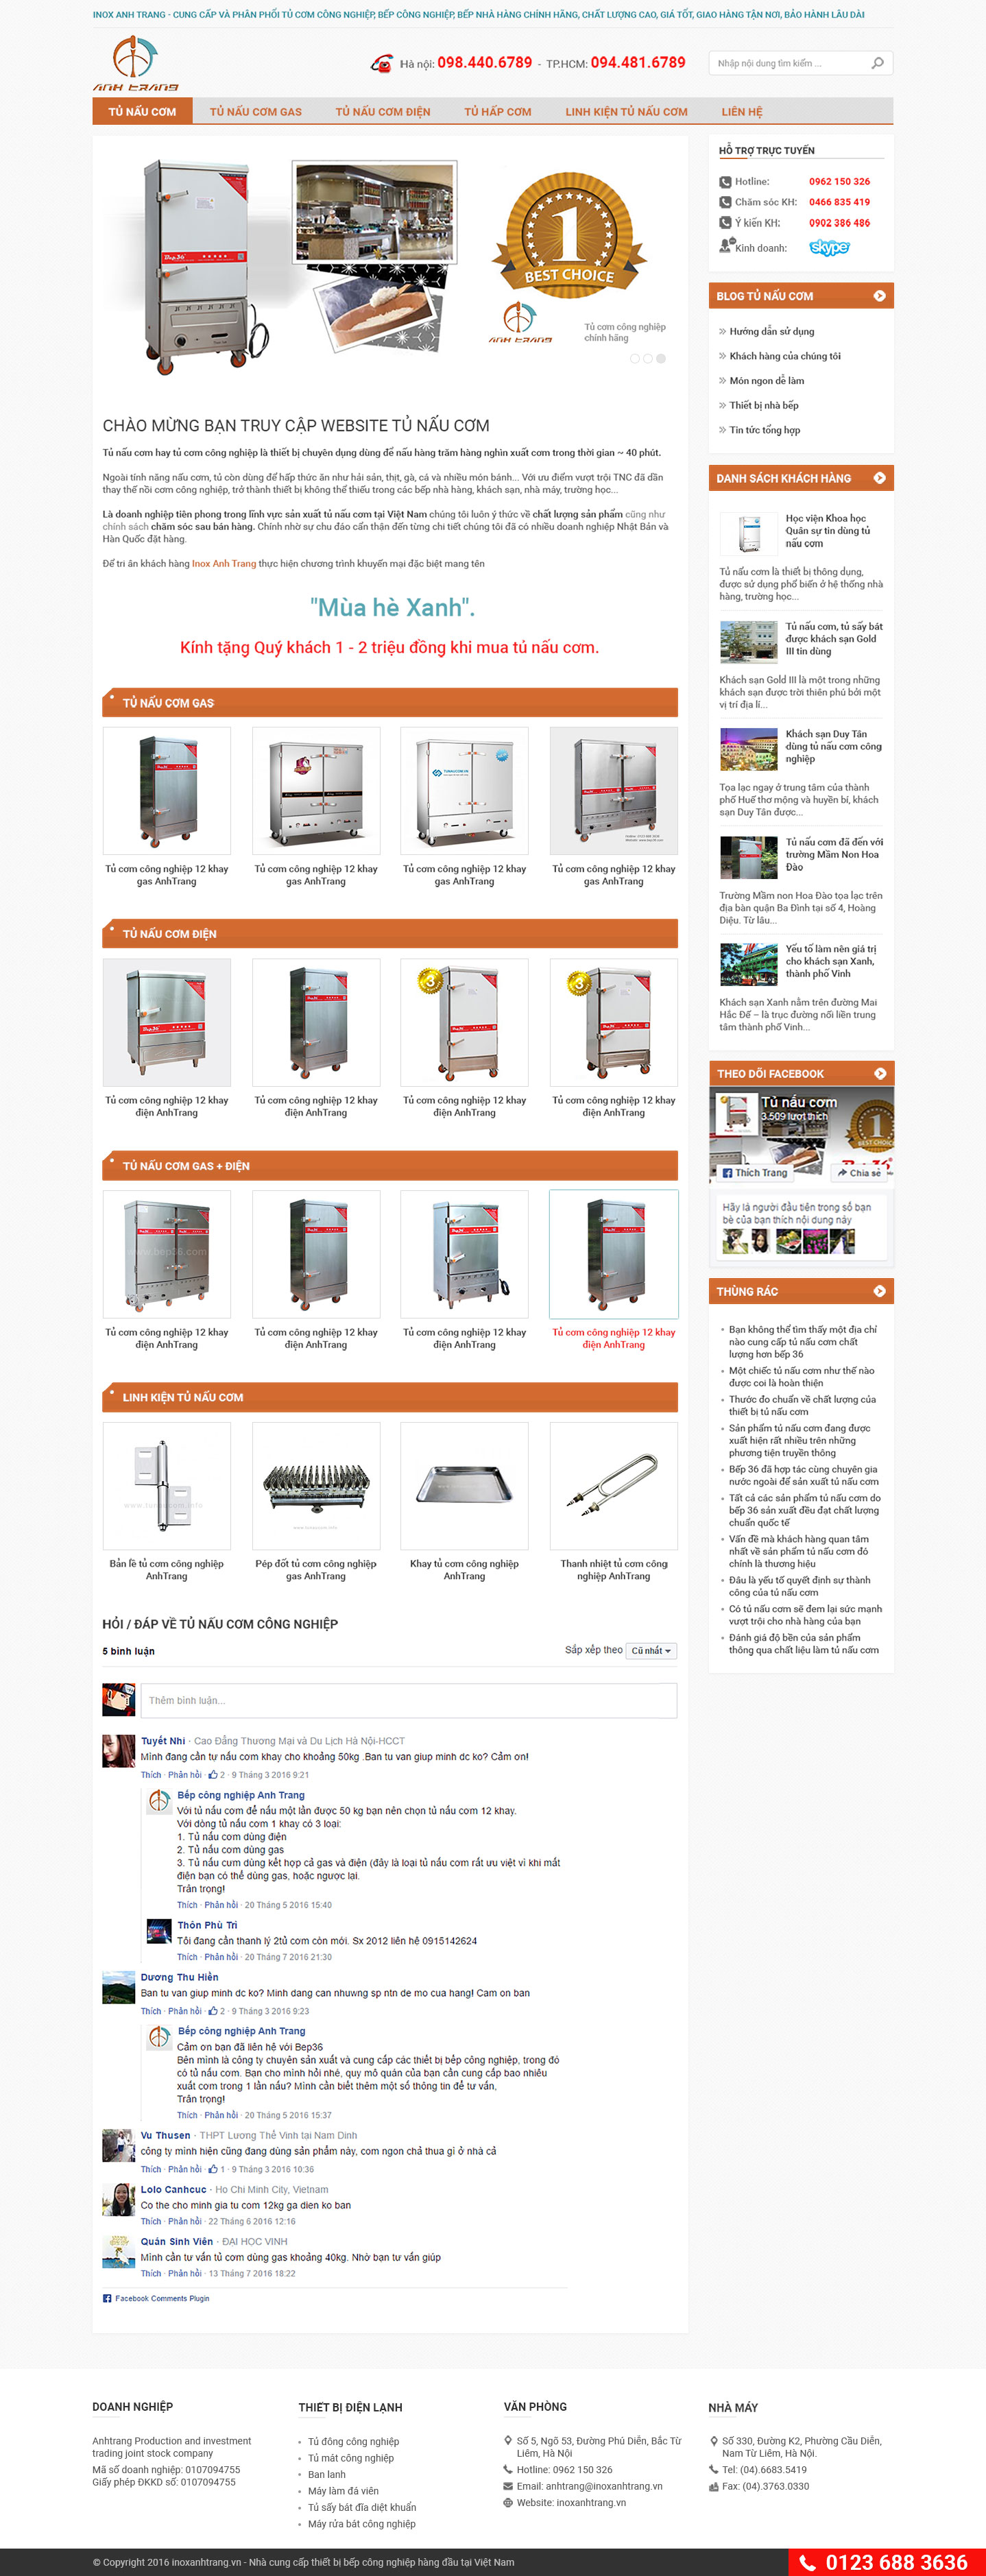 INOX ANH TRANG - CUNG CẤP VÀ PHÂN PHỐI TỦ CƠM CÔNG NGHIỆP, BẾP CÔNG NGHIỆP, BẾP NHÀ HÀNG CHÍNH HÃNG, CHẤT LƯỢNG CAO, GIÁ TỐT, GIAO HÀNG TẬN NƠI, BẢO HÀNH LÂU DÀI
ANH TRANG
Hà nội: 098.440.6789 - TP.HCM: 094.481.6789
Nhập nội dung tìm kiếm ...
TỦ NẤU CƠM
TỦ NẤU CƠM GAS
TỦ NẤU CƠM ĐIỆN
TỦ HẤP CƠM
LINH KIỆN TỦ NẤU CƠM
LIÊN HỆ
Bep36
1
BEST CHOICE
ANH TRANG
Tủ cơm công nghiệp
chính hãng
CHÀO MỪNG BẠN TRUY CẬP WEBSITE TỦ NẤU CƠM
Tủ nấu cơm hay tủ cơm công nghiệp là thiết bị chuyên dụng dùng để nấu hàng trăm hàng nghìn xuất cơm trong thời gian ~ 40 phút.
Ngoài tính năng nấu cơm, tủ còn dùng để hấp thức ăn như hải sản, thịt, gà, cá và nhiều món bánh... Với ưu điểm vượt trội TNC đã dần
thay thế nồi cơm công nghiệp, trở thành thiết bị không thể thiếu trong các bếp nhà hàng, khách sạn, nhà máy, trường học...
Là doanh nghiệp tiên phong trong lĩnh vực sản xuất tủ nấu cơm tại Việt Nam chúng tôi luôn ý thức về chất lượng sản phẩm cũng như
chính sách chăm sóc sau bán hàng. Chính nhờ sự chu đáo cẩn thận đến từng chi tiết chúng tôi đã có nhiều doanh nghiệp Nhật Bản và
Hàn Quốc đặt hàng.
Để tri ân khách hàng Inox Anh Trang thực hiện chương trình khuyến mại đặc biệt mang tên
"Mùa hè Xanh".
Kính tặng Quý khách 1 - 2 triệu đồng khi mua tủ nấu cơm.
TỦ NẤU CƠM GAS
Tủ cơm công nghiệp 12 khay
gas AnhTrang
Tủ cơm công nghiệp 12 khay
gas AnhTrang
Tủ cơm công nghiệp 12 khay
gas AnhTrang
Tủ cơm công nghiệp 12 khay
gas AnhTrang
TỦ NẤU CƠM ĐIỆN
3
3
Tủ cơm công nghiệp 12 khay
điện AnhTrang
Tủ cơm công nghiệp 12 khay
điện AnhTrang
Tủ cơm công nghiệp 12 khay
điện AnhTrang
Tủ cơm công nghiệp 12 khay
điện AnhTrang
TỦ NẤU CƠM GAS + ĐIỆN
www.bep36.com
Tủ cơm công nghiệp 12 khay
điện AnhTrang
Tủ cơm công nghiệp 12 khay
điện AnhTrang
Tủ cơm công nghiệp 12 khay
điện AnhTrang
Tủ cơm công nghiệp 12 khay
điện AnhTrang
LINH KIỆN TỦ NẤU CƠM
www.tunaucom.info
www.tunaucom.info
Bản lề tủ cơm công nghiệp
AnhTrang
Pép đốt tủ cơm công nghiệp
gas AnhTrang
Khay tủ cơm công nghiệp
AnhTrang
Thanh nhiệt tủ cơm công
nghiệp AnhTrang
HỎI / ĐÁP VỀ TỦ NẤU CƠM CÔNG NGHIỆP
5 bình luận
Sắp xếp theo Cũ nhất
Thêm bình luận...
Tuyết Nhi · Cao Đẳng Thương Mại và Du Lịch Hà Nội-HCCT
Mình đang cần tự nấu cơm khay cho khoảng 50kg .Ban tu van giup minh dc ko? Cảm ơn!
Thích · Phản hồi · 2 · 9 Tháng 3 2016 9:21
Bếp công nghiệp Anh Trang
Với tủ nấu cơm để nấu một lần được 50 kg bạn nên chọn tủ nấu cơm 12 khay.
Với dòng tủ nấu cơm 1 khay có 3 loại:
1. Tủ nấu cơm dùng điện
2. Tủ nấu cơm dùng gas
3. Tủ nấu cơm dùng kết hợp cả gas và điện (đây là loại tủ nấu cơm rất ưu việt vì khi mất
điện bạn có thể dùng gas, hoặc ngược lại.
Trân trọng!
Thích · Phản hồi · 20 Tháng 5 2016 15:40
Thôn Phù Trì
Tôi đang cần thanh lý 2tủ cơm còn mới. Sx 2012 liên hệ 0915142624
Thích · Phản hồi · 20 Tháng 7 2016 21:30
Dương Thu Hiền
Ban tu van giup minh dc ko? Minh dang can nhuwng sp ntn de mo cua hang! Cam on ban
Thích · Phản hồi · 2 · 9 Tháng 3 2016 9:23
Bếp công nghiệp Anh Trang
Cảm ơn bạn đã liên hệ với Bep36
Bên mình là công ty chuyên sản xuất và cung cấp các thiết bị bếp công nghiệp, trong đó
có tủ nấu cơm. Bạn cho mình hỏi nhé, quy mô quán của bạn cần cung cấp bao nhiêu
xuất cơm trong 1 lần nấu? Mình cần biết thêm một số thông tin để tư vấn,
Trân trọng!
Thích · Phản hồi · 20 Tháng 5 2016 15:37
Vu Thusen · THPT Lương Thế Vinh tại Nam Dinh
công ty mình hiện cũng đang dùng sản phẩm này, com ngon chả thua gì ở nhà cả
Thích · Phản hồi · 1 · 9 Tháng 3 2016 10:36
Lolo Canhcuc · Ho Chi Minh City, Vietnam
Co the cho minh gia tu com 12kg ga dien ko ban
Thích · Phản hồi · 22 Tháng 6 2016 12:16
Quán Sinh Viên · ĐẠI HỌC VINH
Mình cần tư vấn tủ cơm dùng gas khoảng 40kg. Nhờ bạn tư vấn giúp
Thích · Phản hồi · 13 Tháng 7 2016 18:22
Facebook Comments Plugin
HỖ TRỢ TRỰC TUYẾN
Hotline: 0962 150 326
Chăm sóc KH: 0466 835 419
Ý kiến KH: 0902 386 486
Kinh doanh: skype
BLOG TỦ NẤU CƠM
Hướng dẫn sử dụng
Khách hàng của chúng tôi
Món ngon dễ làm
Thiết bị nhà bếp
Tin tức tổng hợp
DANH SÁCH KHÁCH HÀNG
Học viện Khoa học
Quân sự tin dùng tủ
nấu cơm
Tủ nấu cơm là thiết bị thông dụng,
được sử dụng phổ biến ở hệ thống nhà
hàng, trường học...
Tủ nấu cơm, tủ sấy bát
được khách sạn Gold
III tin dùng
Khách sạn Gold III là một trong những
khách sạn được trời thiên phú bởi một
vị trí địa lí...
Khách sạn Duy Tân
dùng tủ nấu cơm công
nghiệp
Tọa lạc ngay ở trung tâm của thành
phố Huế thơ mộng và huyền bí, khách
sạn Duy Tân được...
Tủ nấu cơm đã đến với
trường Mầm Non Hoa
Đào
Trường Mầm non Hoa Đào tọa lạc trên
địa bàn quận Ba Đình tại số 4, Hoàng
Diệu. Từ lâu...
Yếu tố làm nên giá trị
cho khách sạn Xanh,
thành phố Vinh
Khách sạn Xanh nằm trên đường Mai
Hắc Đế – là trục đường nối liền trung
tâm thành phố Vinh...
THEO DÕI FACEBOOK
Tủ nấu cơm
3.509 lượt thích
Thích Trang
Chia sẻ
Hãy là người đầu tiên trong số bạn
bè của bạn thích nội dung này
THÙNG RÁC
Bạn không thể tìm thấy một địa chỉ
nào cung cấp tủ nấu cơm chất
lượng hơn bếp 36
Một chiếc tủ nấu cơm như thế nào
được coi là hoàn thiện
Thước đo chuẩn về chất lượng của
thiết bị tủ nấu cơm
Sản phẩm tủ nấu cơm đang được
xuất hiện rất nhiều trên những
phương tiện truyền thông
Bếp 36 đã hợp tác cùng chuyên gia
nước ngoài để sản xuất tủ nấu cơm
Tất cả các sản phẩm tủ nấu cơm do
bếp 36 sản xuất đều đạt chất lượng
chuẩn quốc tế
Vấn đề mà khách hàng quan tâm
nhất về sản phẩm tủ nấu cơm đó
chính là thương hiệu
Đâu là yếu tố quyết định sự thành
công của tủ nấu cơm
Có tủ nấu cơm sẽ đem lại sức mạnh
vượt trội cho nhà hàng của bạn
Đánh giá độ bền của sản phẩm
thông qua chất liệu làm tủ nấu cơm
DOANH NGHIỆP
Anhtrang Production and investment
trading joint stock company
Mã số doanh nghiệp: 0107094755
Giấy phép ĐKKD số: 0107094755
THIẾT BỊ ĐIỆN LẠNH
Tủ đông công nghiệp
Tủ mát công nghiệp
Ban lanh
Máy làm đá viên
Tủ sấy bát đĩa diệt khuẩn
Máy rửa bát công nghiệp
VĂN PHÒNG
Số 5, Ngõ 53, Đường Phú Diễn, Bắc Từ
Liêm, Hà Nội
Hotline: 0962 150 326
Email: anhtrang@inoxanhtrang.vn
Website: inoxanhtrang.vn
NHÀ MÁY
Số 330, Đường K2, Phường Cầu Diễn,
Nam Từ Liêm, Hà Nội.
Tel: (04).6683.5419
Fax: (04).3763.0330
© Copyright 2016 inoxanhtrang.vn - Nhà cung cấp thiết bị bếp công nghiệp hàng đầu tại Việt Nam
0123 688 3636